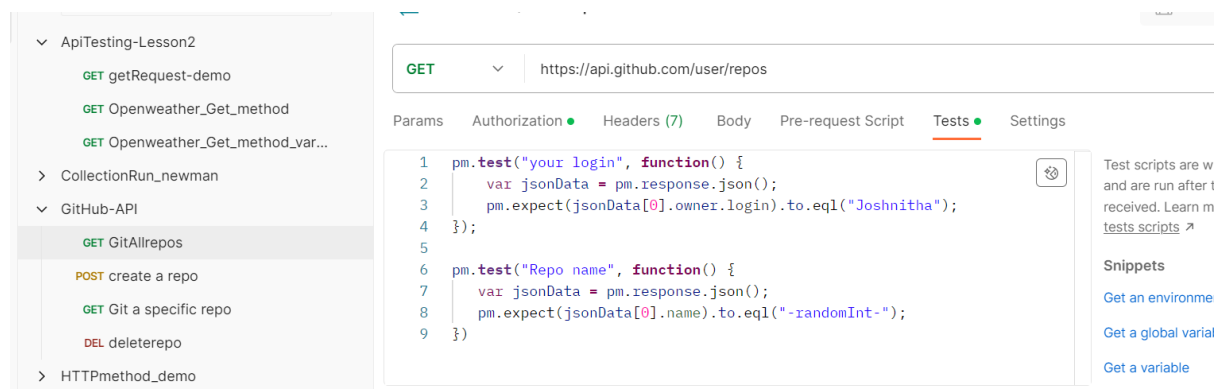 ApiTesting-Lesson2
GET getRequest-demo
GET Openweather_Get_method
GET Openweather_Get_method_var...
CollectionRun_newman
GitHub-API
GET GitAllrepos
POST create a repo
GET Git a specific repo
DEL deleterepo
HTTPmethod_demo
GET https://api.github.com/user/repos
Params Authorization Headers (7) Body Pre-request Script Tests Settings
1 pm.test("your login", function() {
2 var jsonData = pm.response.json();
3 pm.expect(jsonData[0].owner.login).to.eql("Joshnitha");
4 });
5
6 pm.test("Repo name", function() {
7 var jsonData = pm.response.json();
8 pm.expect(jsonData[0].name).to.eql("-randomInt-");
9 })
Test scripts are w
and are run after t
received. Learn m
tests scripts
Snippets
Get an environme
Get a global varial
Get a variable